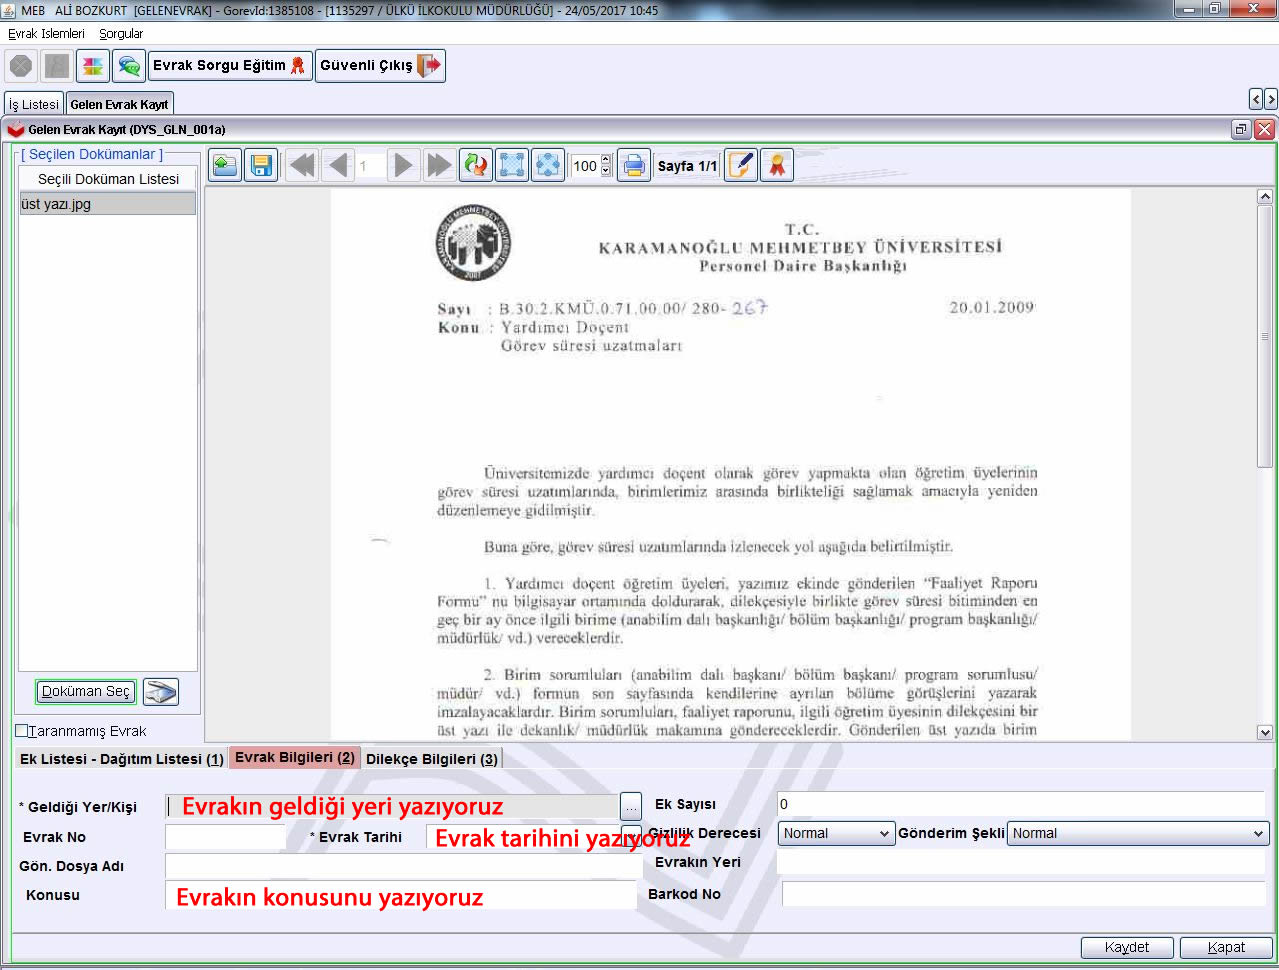 MEB ALİ BOZKURT [GELENEVRAK] - GorevId:1385108 - [1135297 / ÜLKÜ İLKOKULU MÜDÜRLÜĞÜ] - 24/05/2017 10:45
Evrak Islemleri Sorgular
Evrak Sorgu Eğitim Güvenli Çıkış
İş Listesi Gelen Evrak Kayıt
Gelen Evrak Kayıt (DYS_GLN_001a)
[ Seçilen Dokümanlar ]
Seçili Doküman Listesi
üst yazı.jpg
1 100 Sayfa 1/1
T.C.
KARAMANOĞLU MEHMETBEY ÜNİVERSİTESİ
Personel Daire Başkanlığı
Sayı : B.30.2.KMÜ.0.71.00.00/ 280- 267 20.01.2009
Konu : Yardımcı Doçent
Görev süresi uzatmaları
Üniversitemizde yardımcı doçent olarak görev yapmakta olan öğretim üyelerinin
görev süresi uzatımlarında, birimlerimiz arasında birlikteliği sağlamak amacıyla yeniden
düzenlemeye gidilmiştir.
Buna göre, görev süresi uzatımlarında izlenecek yol aşağıda belirtilmiştir.
1. Yardımcı doçent öğretim üyeleri, yazımız ekinde gönderilen “Faaliyet Raporu
Formu” nu bilgisayar ortamında doldurarak, dilekçesiyle birlikte görev süresi bitiminden en
geç bir ay önce ilgili birime (anabilim dalı başkanlığı/ bölüm başkanlığı/ program başkanlığı/
müdürlük/ vd.) vereceklerdir.
2. Birim sorumluları (anabilim dalı başkanı/ bölüm başkanı/ program sorumlusu/
müdür/ vd.) formun son sayfasında kendilerine ayrılan bölüme görüşlerini yazarak
imzalayacaklardır. Birim sorumluları, faaliyet raporunu, ilgili öğretim üyesinin dilekçesini bir
üst yazı ile dekanlık/ müdürlük makamına göndereceklerdir. Gönderilen üst yazıda birim
Doküman Seç
Taranmamış Evrak
Ek Listesi - Dağıtım Listesi (1) Evrak Bilgileri (2) Dilekçe Bilgileri (3)
* Geldiği Yer/Kişi Evrakın geldiği yeri yazıyoruz ... Ek Sayısı 0
Evrak No * Evrak Tarihi Evrak tarihini yazıyoruz Gizlilik Derecesi Normal Gönderim Şekli Normal
Gön. Dosya Adı Evrakın Yeri
Konusu Evrakın konusunu yazıyoruz Barkod No
Kaydet Kapat